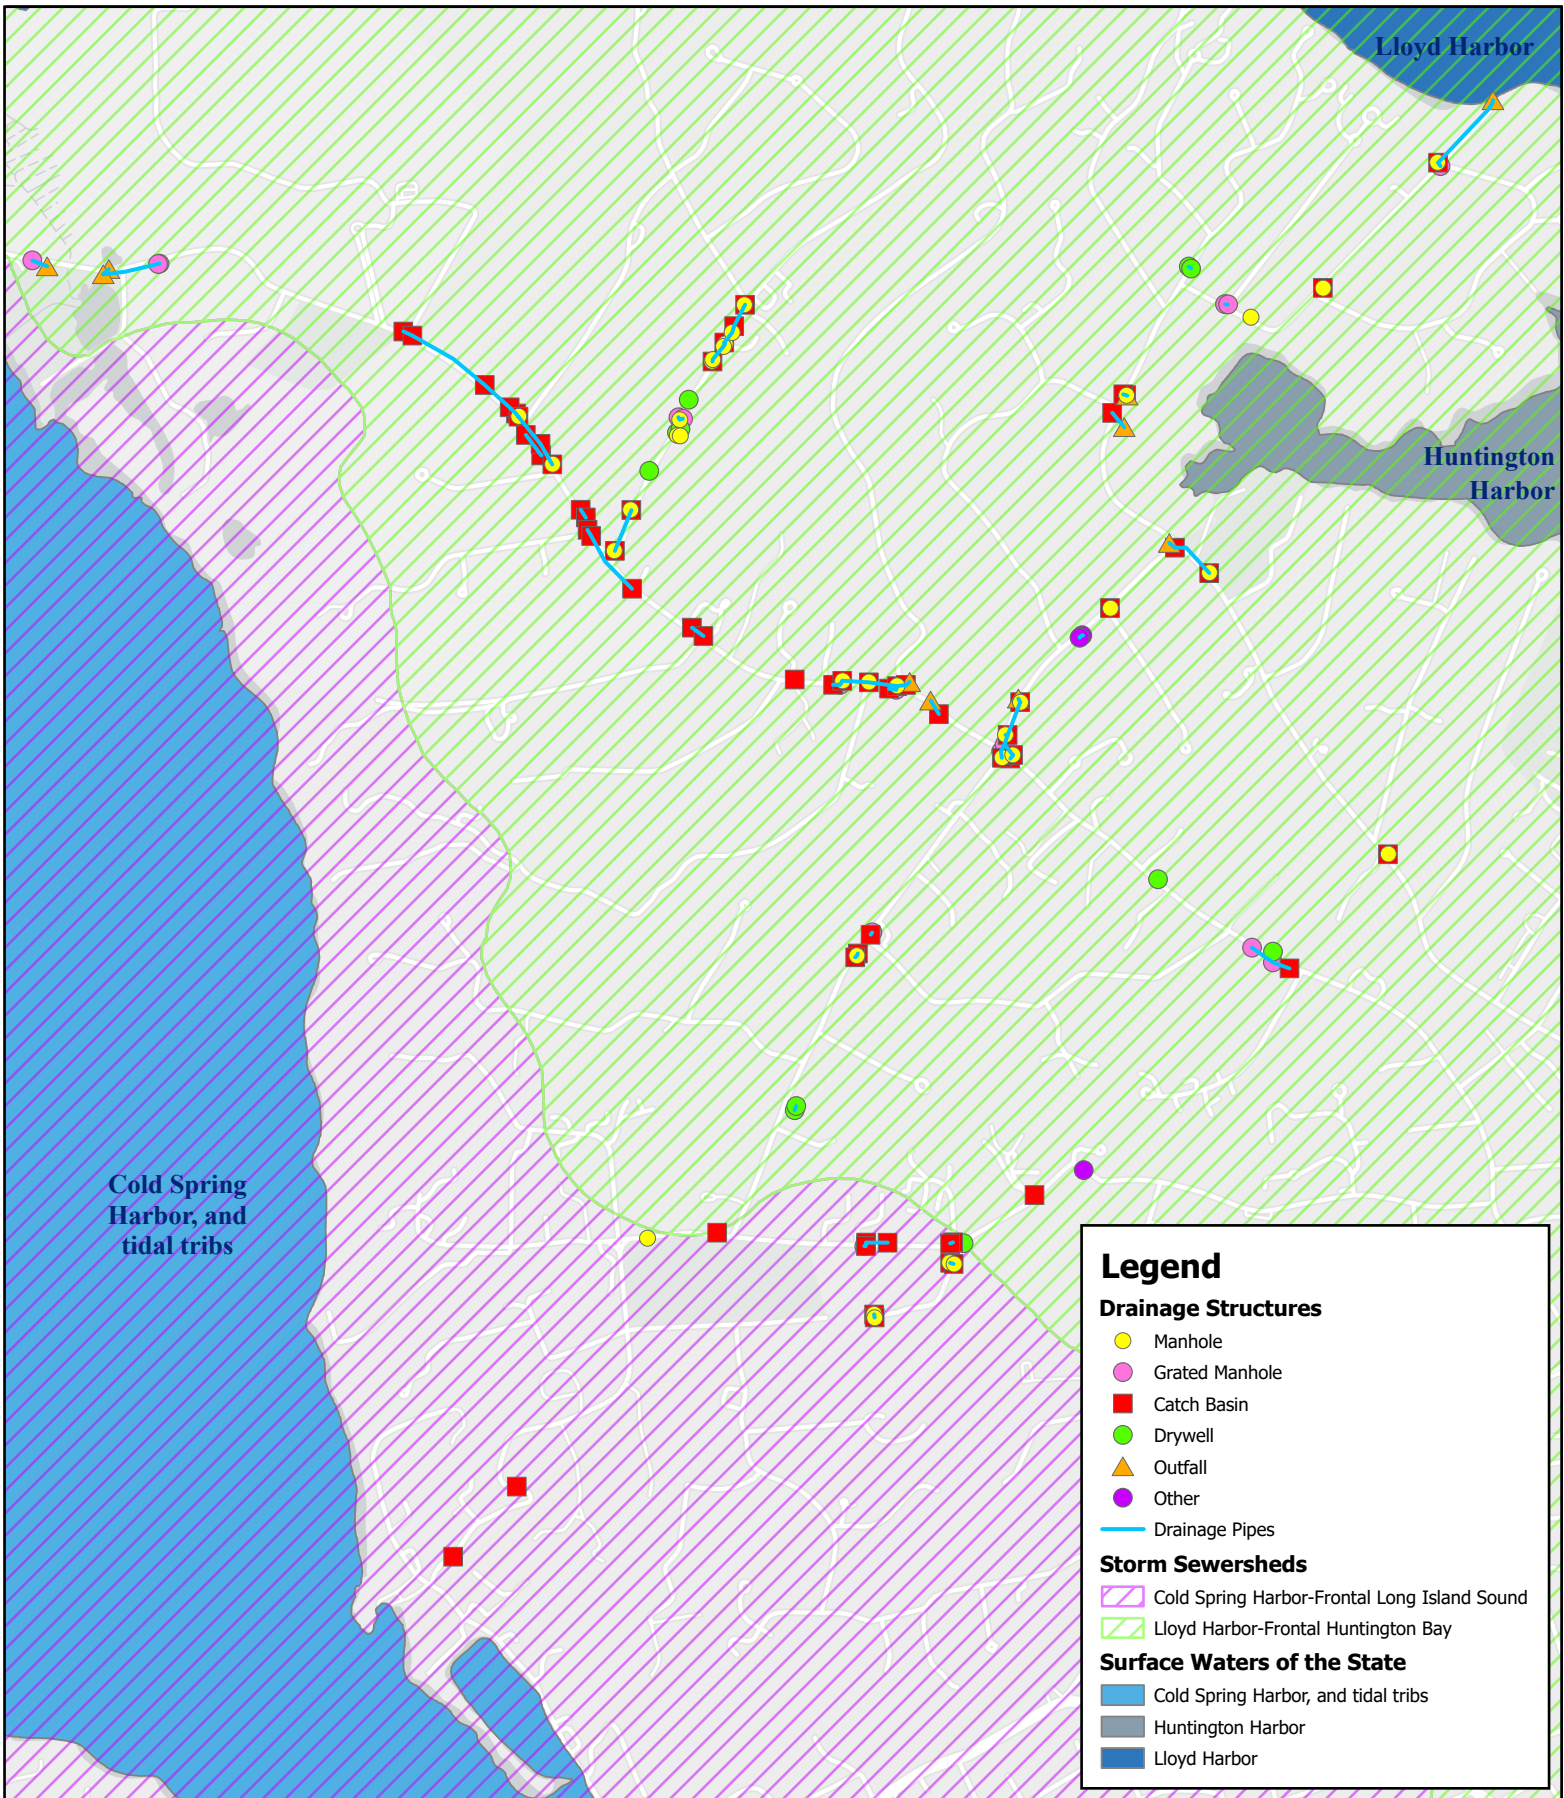 Lloyd Harbor
Huntington
Harbor
Cold Spring
Harbor, and
tidal tribs
Legend
Drainage Structures
Manhole
Grated Manhole
Catch Basin
Drywell
Outfall
Other
Drainage Pipes
Storm Sewersheds
Cold Spring Harbor-Frontal Long Island Sound
Lloyd Harbor-Frontal Huntington Bay
Surface Waters of the State
Cold Spring Harbor, and tidal tribs
Huntington Harbor
Lloyd Harbor